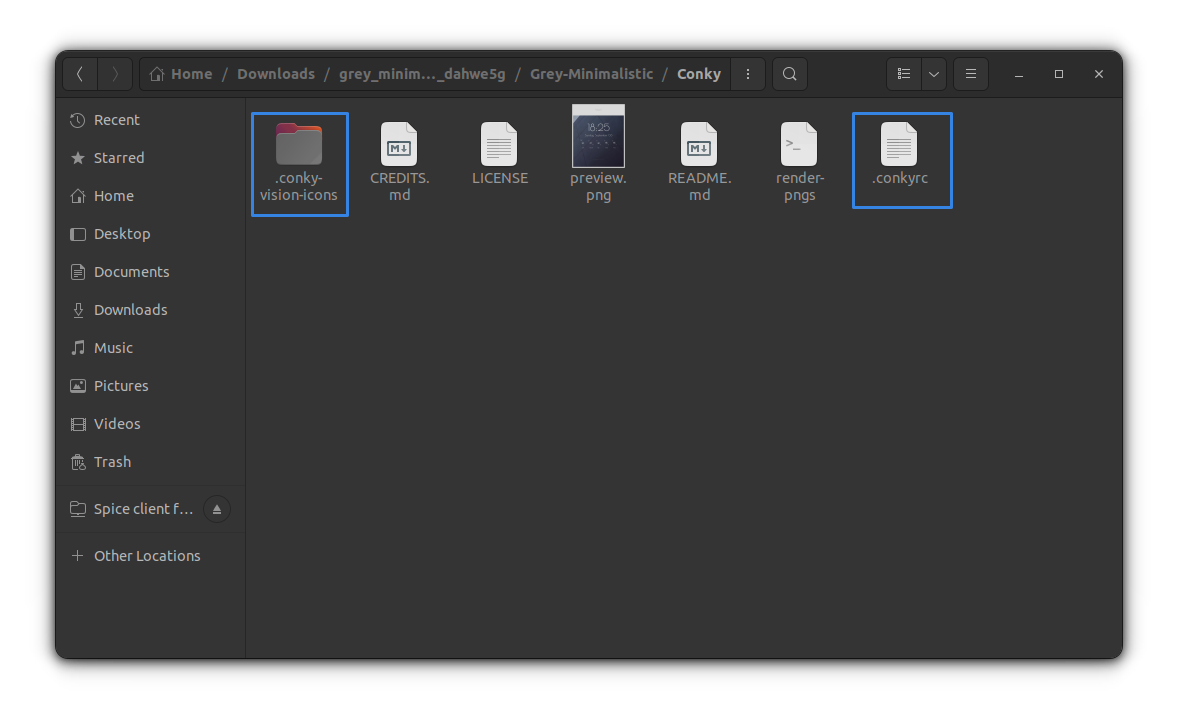 Home / Downloads / grey_minim…_dahwe5g / Grey-Minimalistic / Conky
Recent
Starred
Home
Desktop
Documents
Downloads
Music
Pictures
Videos
Trash
Spice client f…
Other Locations
.conky-
vision-icons
CREDITS.
md
LICENSE
18:25
preview.
png
README.
md
>_
render-
pngs
.conkyrc